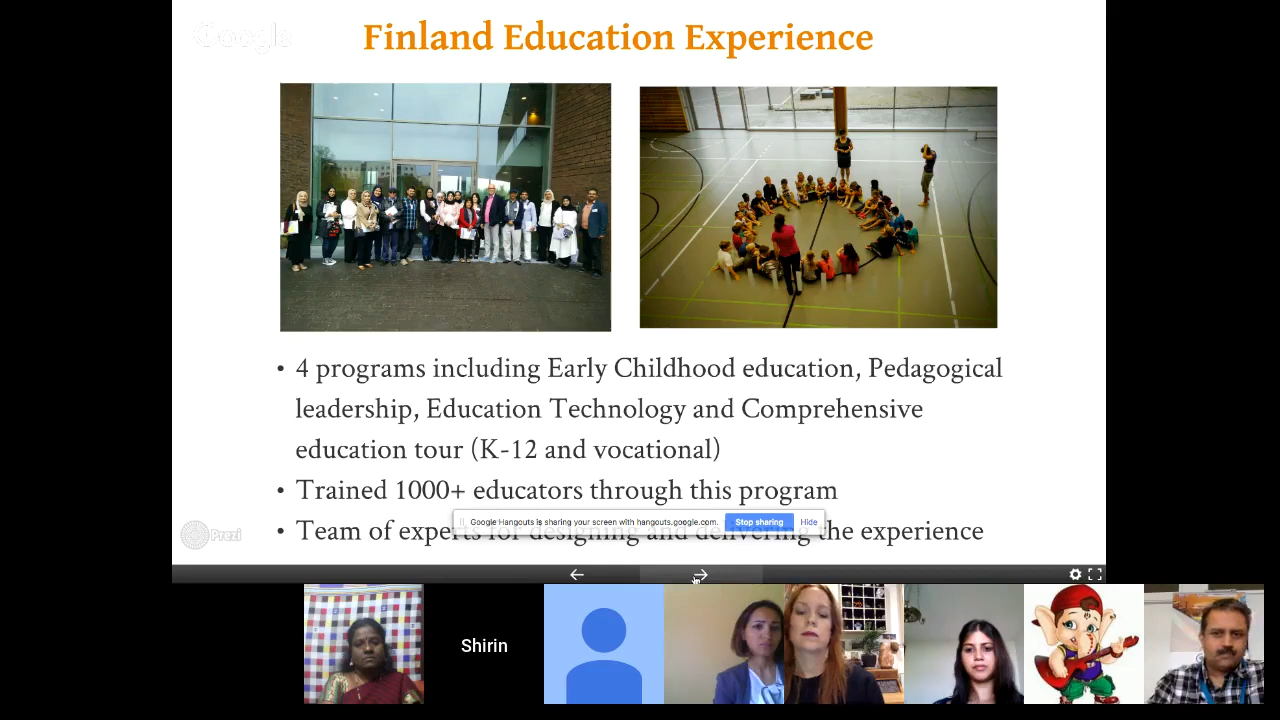 Google
Finland Education Experience
• 4 programs including Early Childhood education, Pedagogical
leadership, Education Technology and Comprehensive
education tour (K-12 and vocational)
• Trained 1000+ educators through this program
Google Hangouts is sharing your screen with hangouts.google.com. Stop sharing Hide
• Team of experts for designing and delivering the experience
Prezi
Shirin